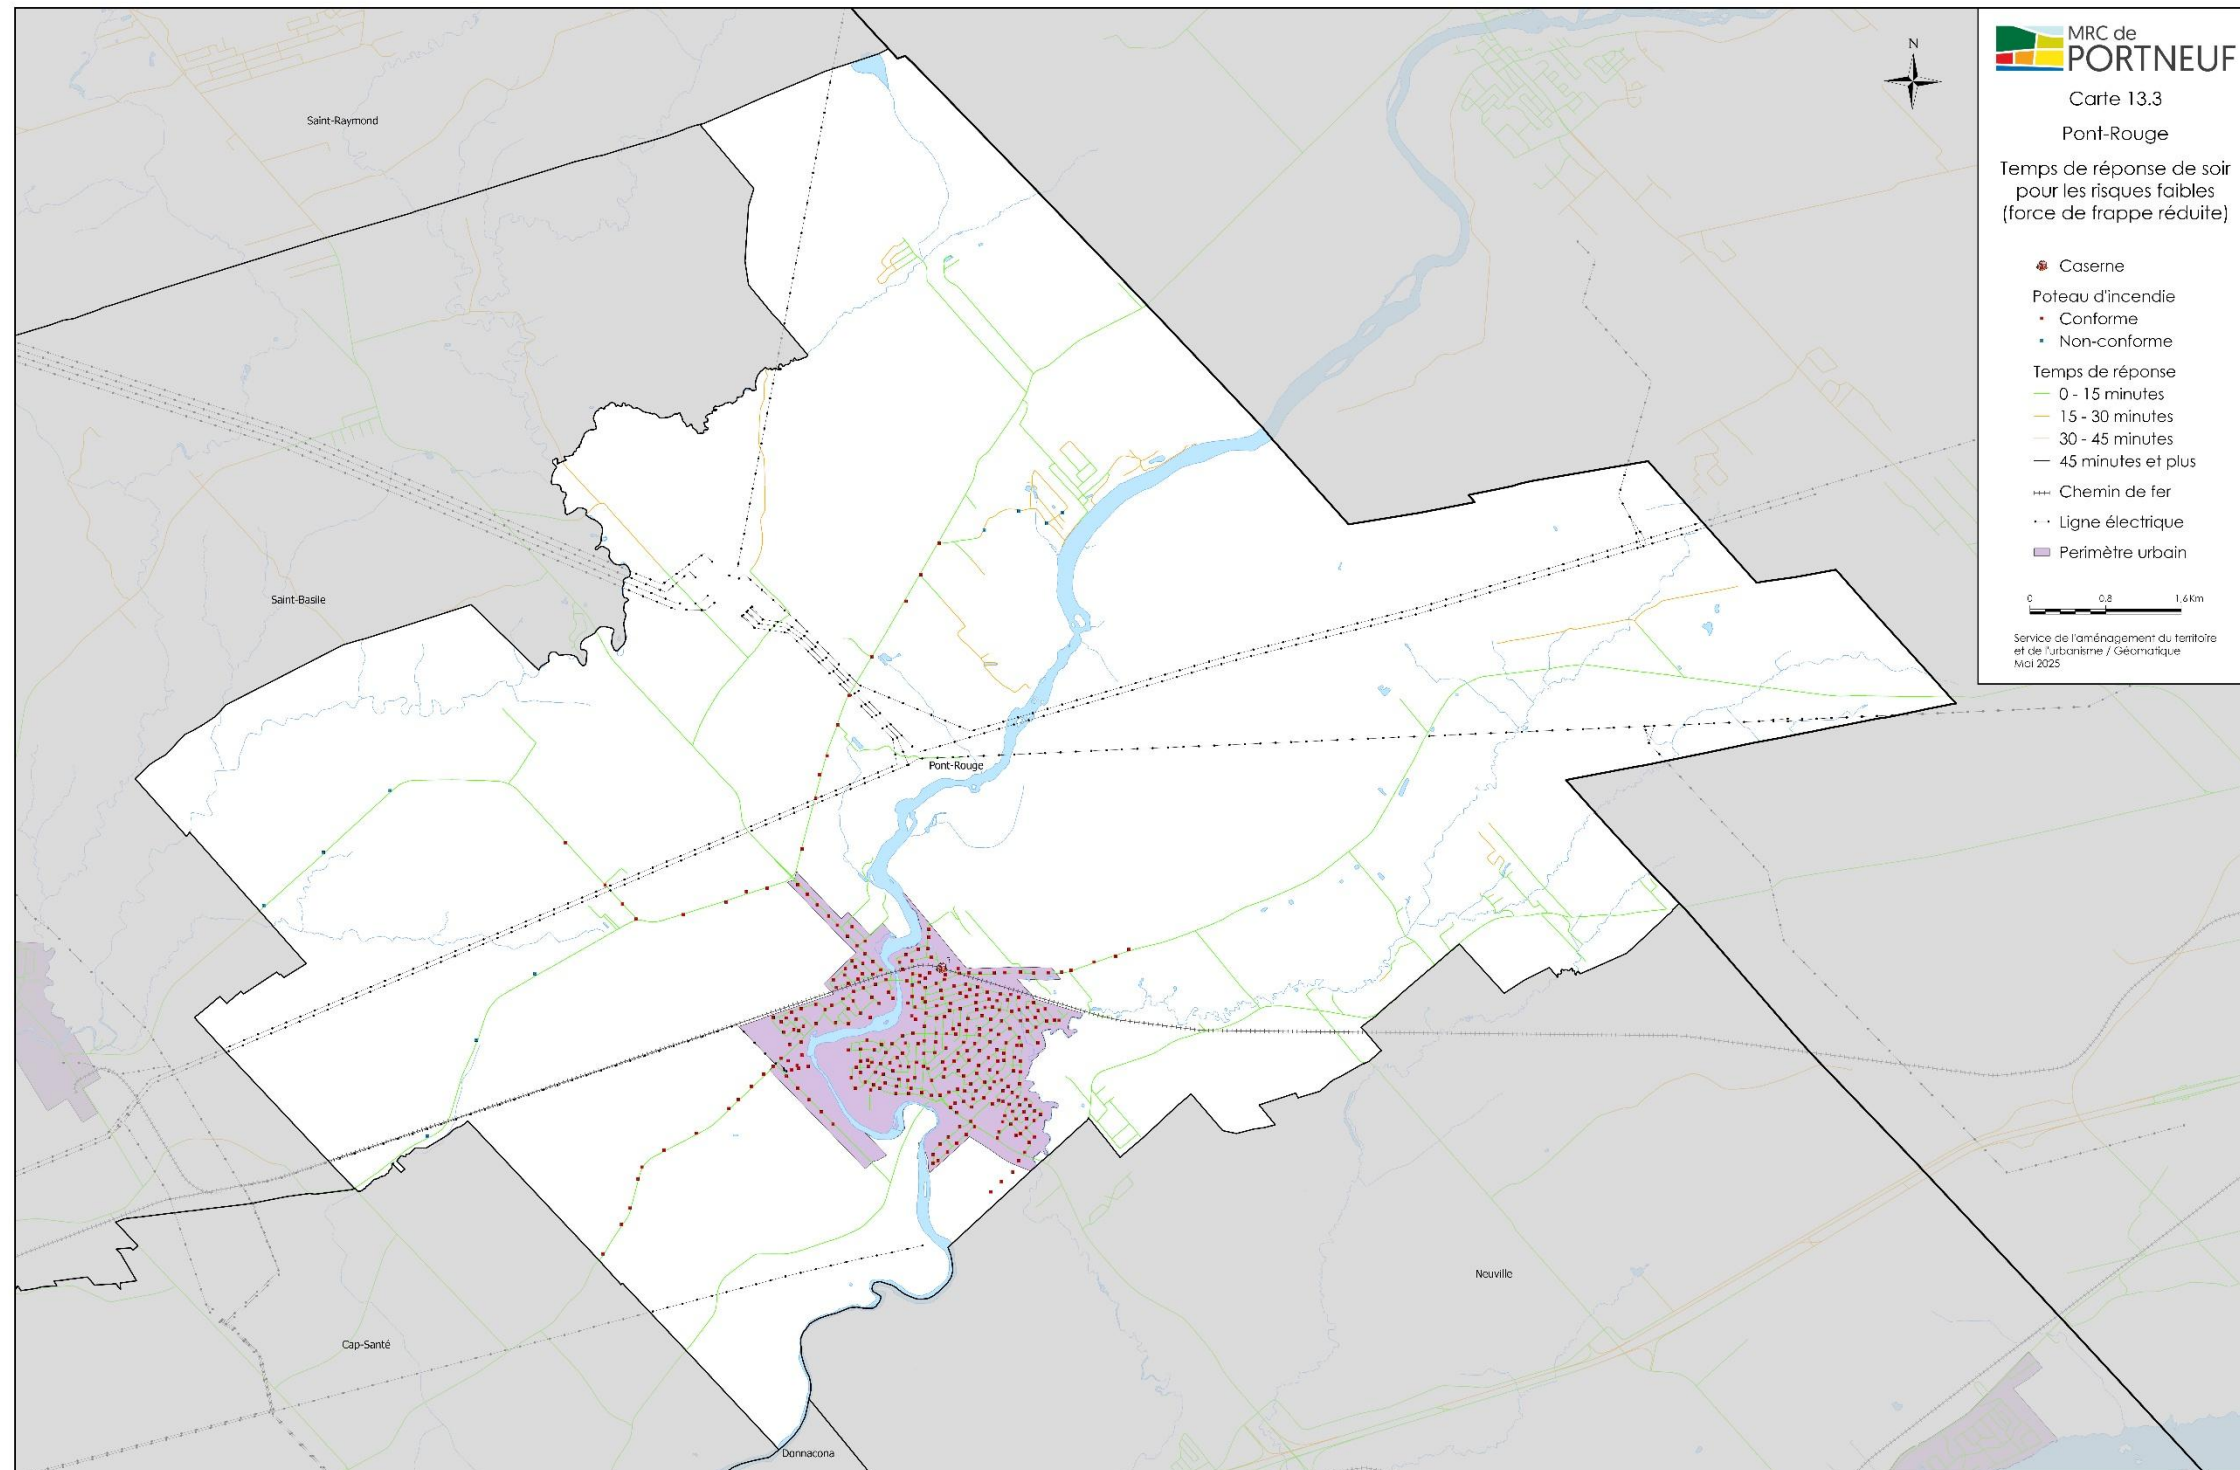 MRC de
PORTNEUF
Carte 13.3
Pont-Rouge
Temps de réponse de soir
pour les risques faibles
(force de frappe réduite)
Caserne
Poteau d'incendie
Conforme
Non-conforme
Temps de réponse
0 - 15 minutes
15 - 30 minutes
30 - 45 minutes
45 minutes et plus
Chemin de fer
Ligne électrique
Perimètre urbain
0 0.8 1,6Km
Service de l'aménagement du territoire
et de l'urbanisme / Géomatique
Mai 2025
N
Saint-Raymond
Saint-Basile
Pont-Rouge
Neuville
Cap-Santé
Donnacona